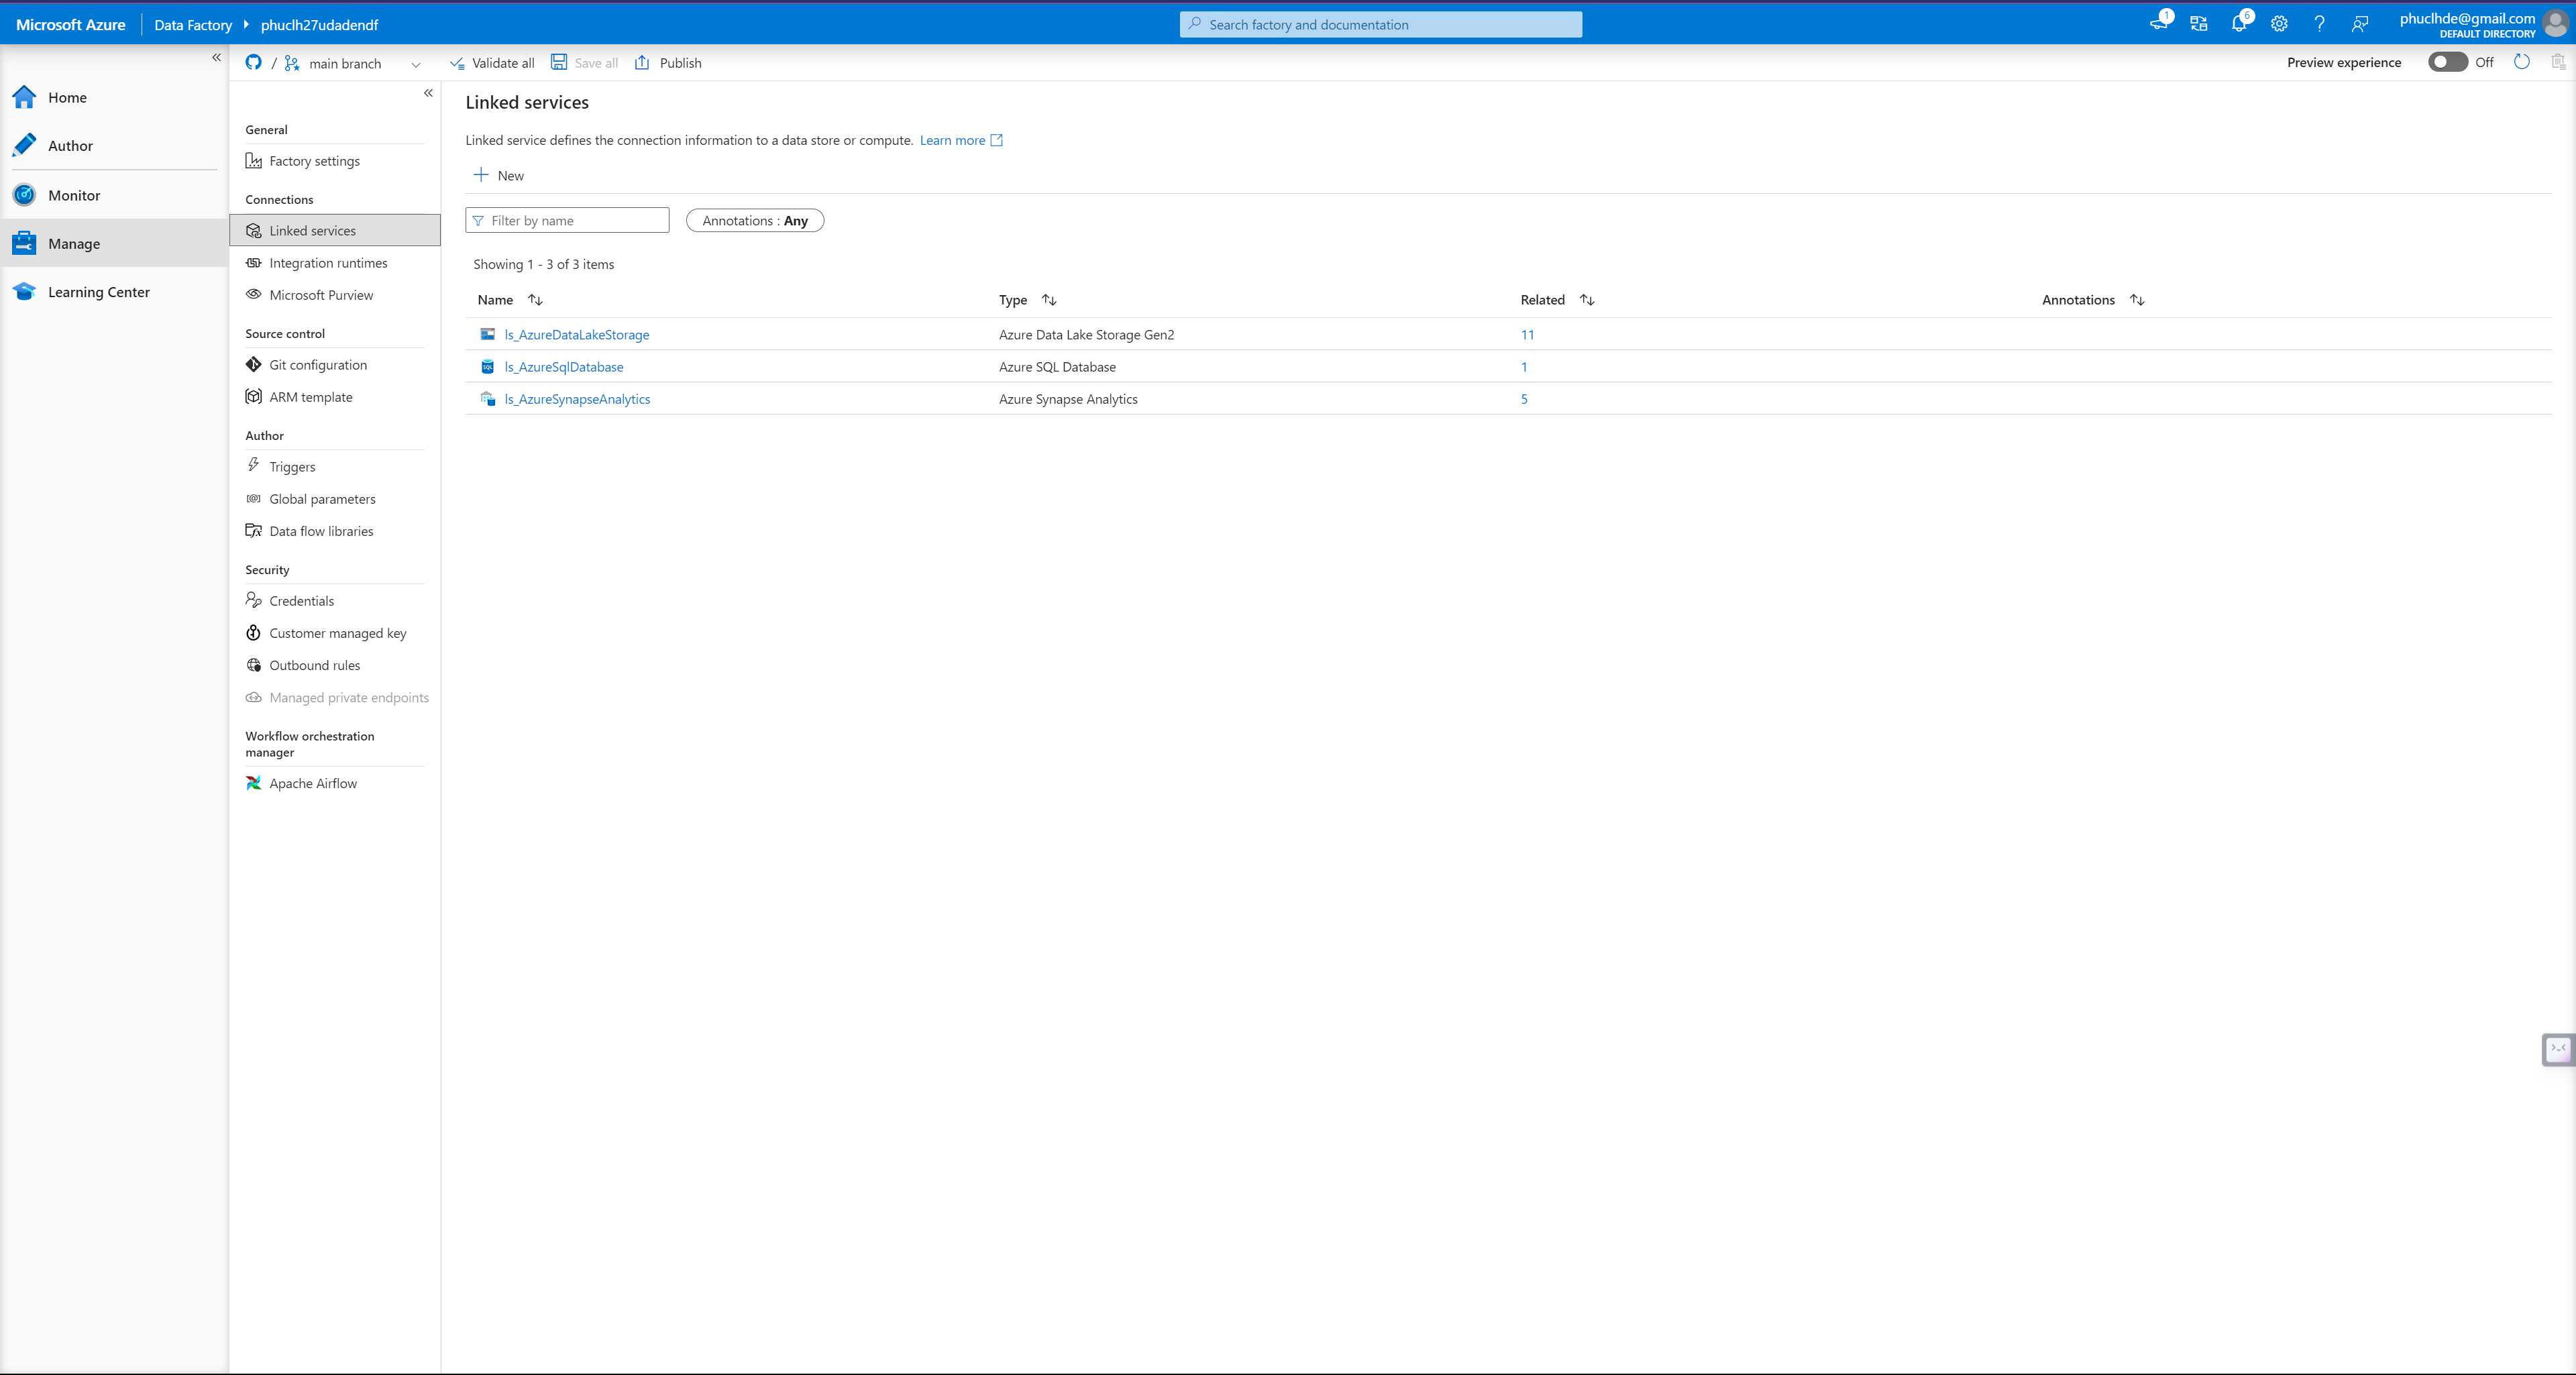 Microsoft Azure
Data Factory
phuclh27udadendf
Search factory and documentation
1
6
phuclhde@gmail.com
DEFAULT DIRECTORY
Home
Author
Monitor
Manage
Learning Center
/
main branch
Validate all
Save all
Publish
Preview experience
Off
General
Factory settings
Connections
Linked services
Integration runtimes
Microsoft Purview
Source control
Git configuration
ARM template
Author
Triggers
Global parameters
Data flow libraries
Security
Credentials
Customer managed key
Outbound rules
Managed private endpoints
Workflow orchestration
manager
Apache Airflow
Linked services
Linked service defines the connection information to a data store or compute. Learn more
New
Filter by name
Annotations : Any
Showing 1 - 3 of 3 items
Name Type Related Annotations
ls_AzureDataLakeStorage Azure Data Lake Storage Gen2 11
ls_AzureSqlDatabase Azure SQL Database 1
ls_AzureSynapseAnalytics Azure Synapse Analytics 5